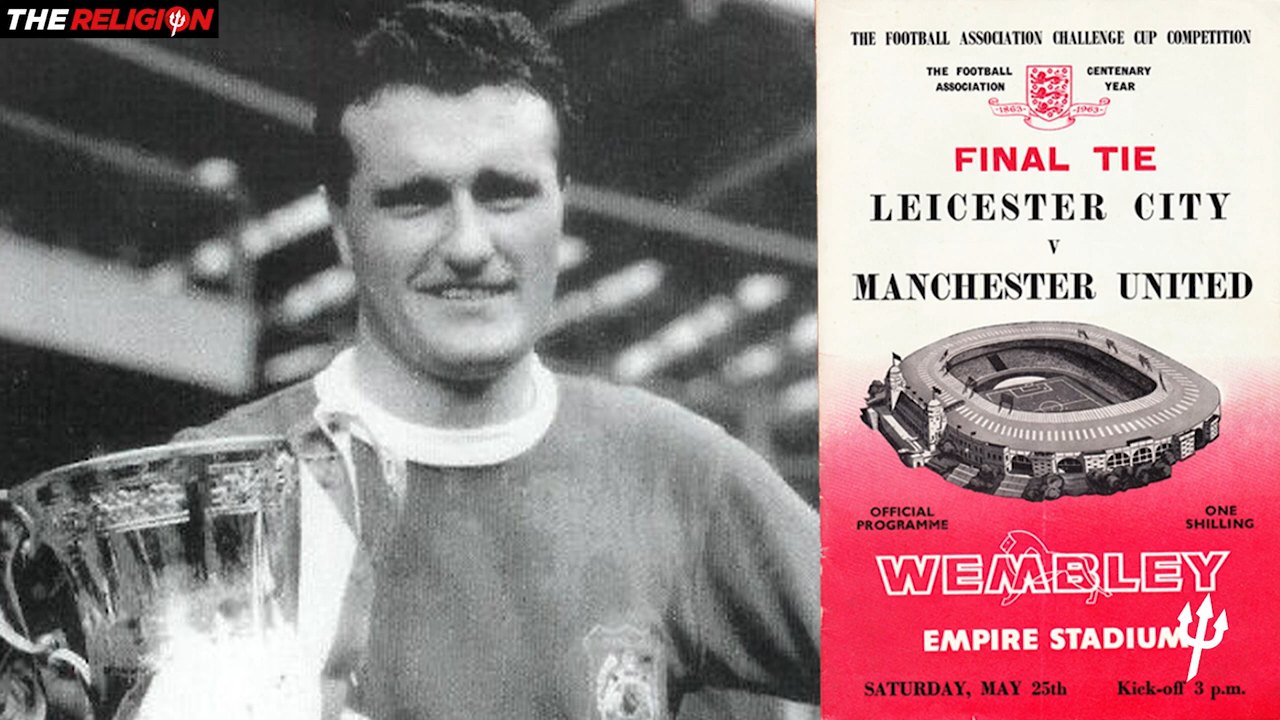 THE RELIGION
THE FOOTBALL ASSOCIATION CHALLENGE CUP COMPETITION
THE FOOTBALL ASSOCIATION
CENTENARY YEAR
·1863· ·1963·
FINAL TIE
LEICESTER CITY
V
MANCHESTER UNITED
OFFICIAL PROGRAMME
ONE SHILLING
WEMBLEY
EMPIRE STADIUM
SATURDAY, MAY 25th Kick-off 3 p.m.